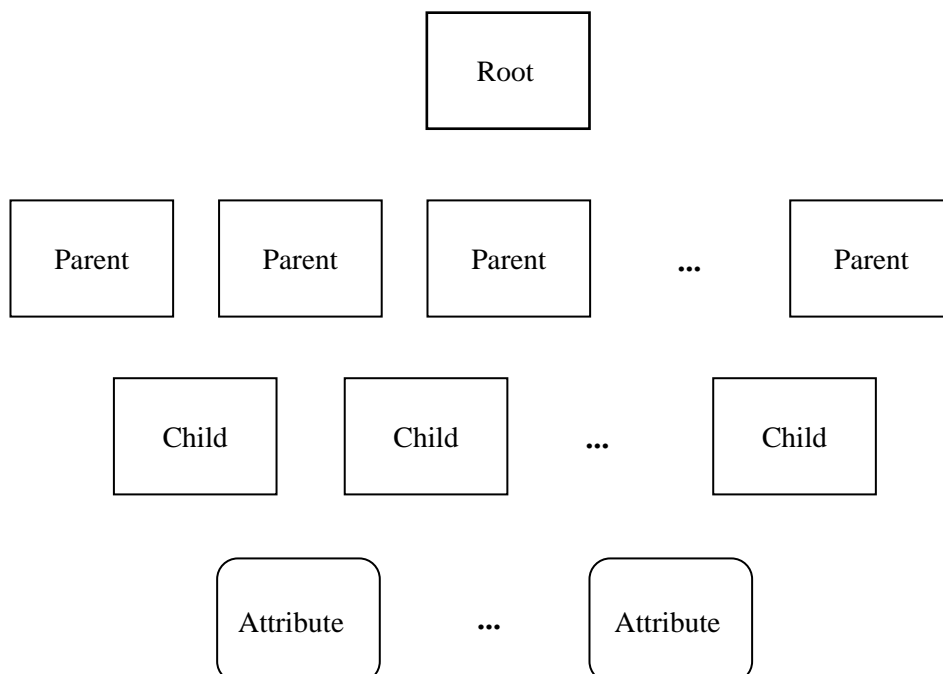 Root
Parent Parent Parent ... Parent
Child Child ... Child
Attribute ... Attribute